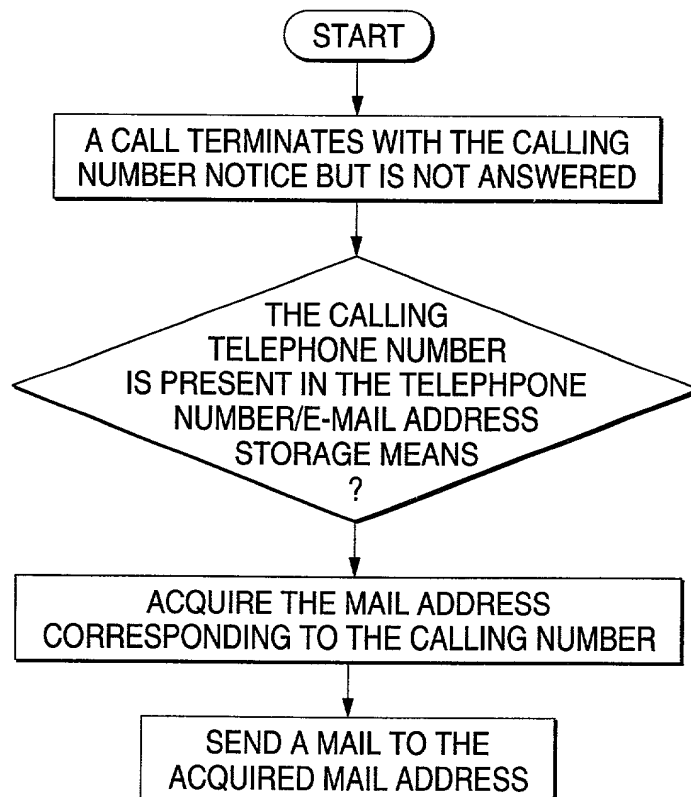 START
A CALL TERMINATES WITH THE CALLING
NUMBER NOTICE BUT IS NOT ANSWERED
THE CALLING
TELEPHONE NUMBER
IS PRESENT IN THE TELEPHPONE
NUMBER/E-MAIL ADDRESS
STORAGE MEANS
?
ACQUIRE THE MAIL ADDRESS
CORRESPONDING TO THE CALLING NUMBER
SEND A MAIL TO THE
ACQUIRED MAIL ADDRESS